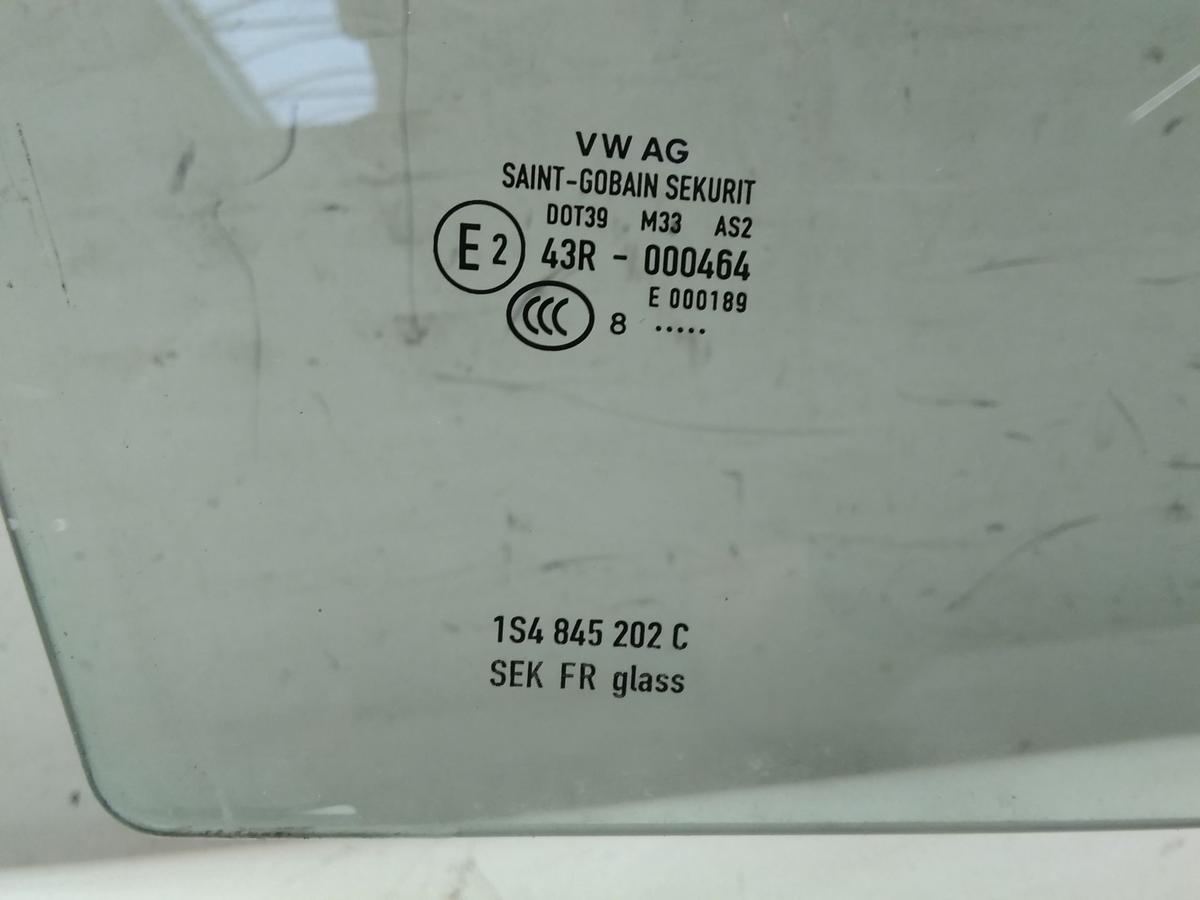 VW AG
SAINT-GOBAIN SEKURIT
DOT39 M33 AS2
E2 43R - 000464
E 000189
CCC 8 .....
1S4 845 202 C
SEK FR glass